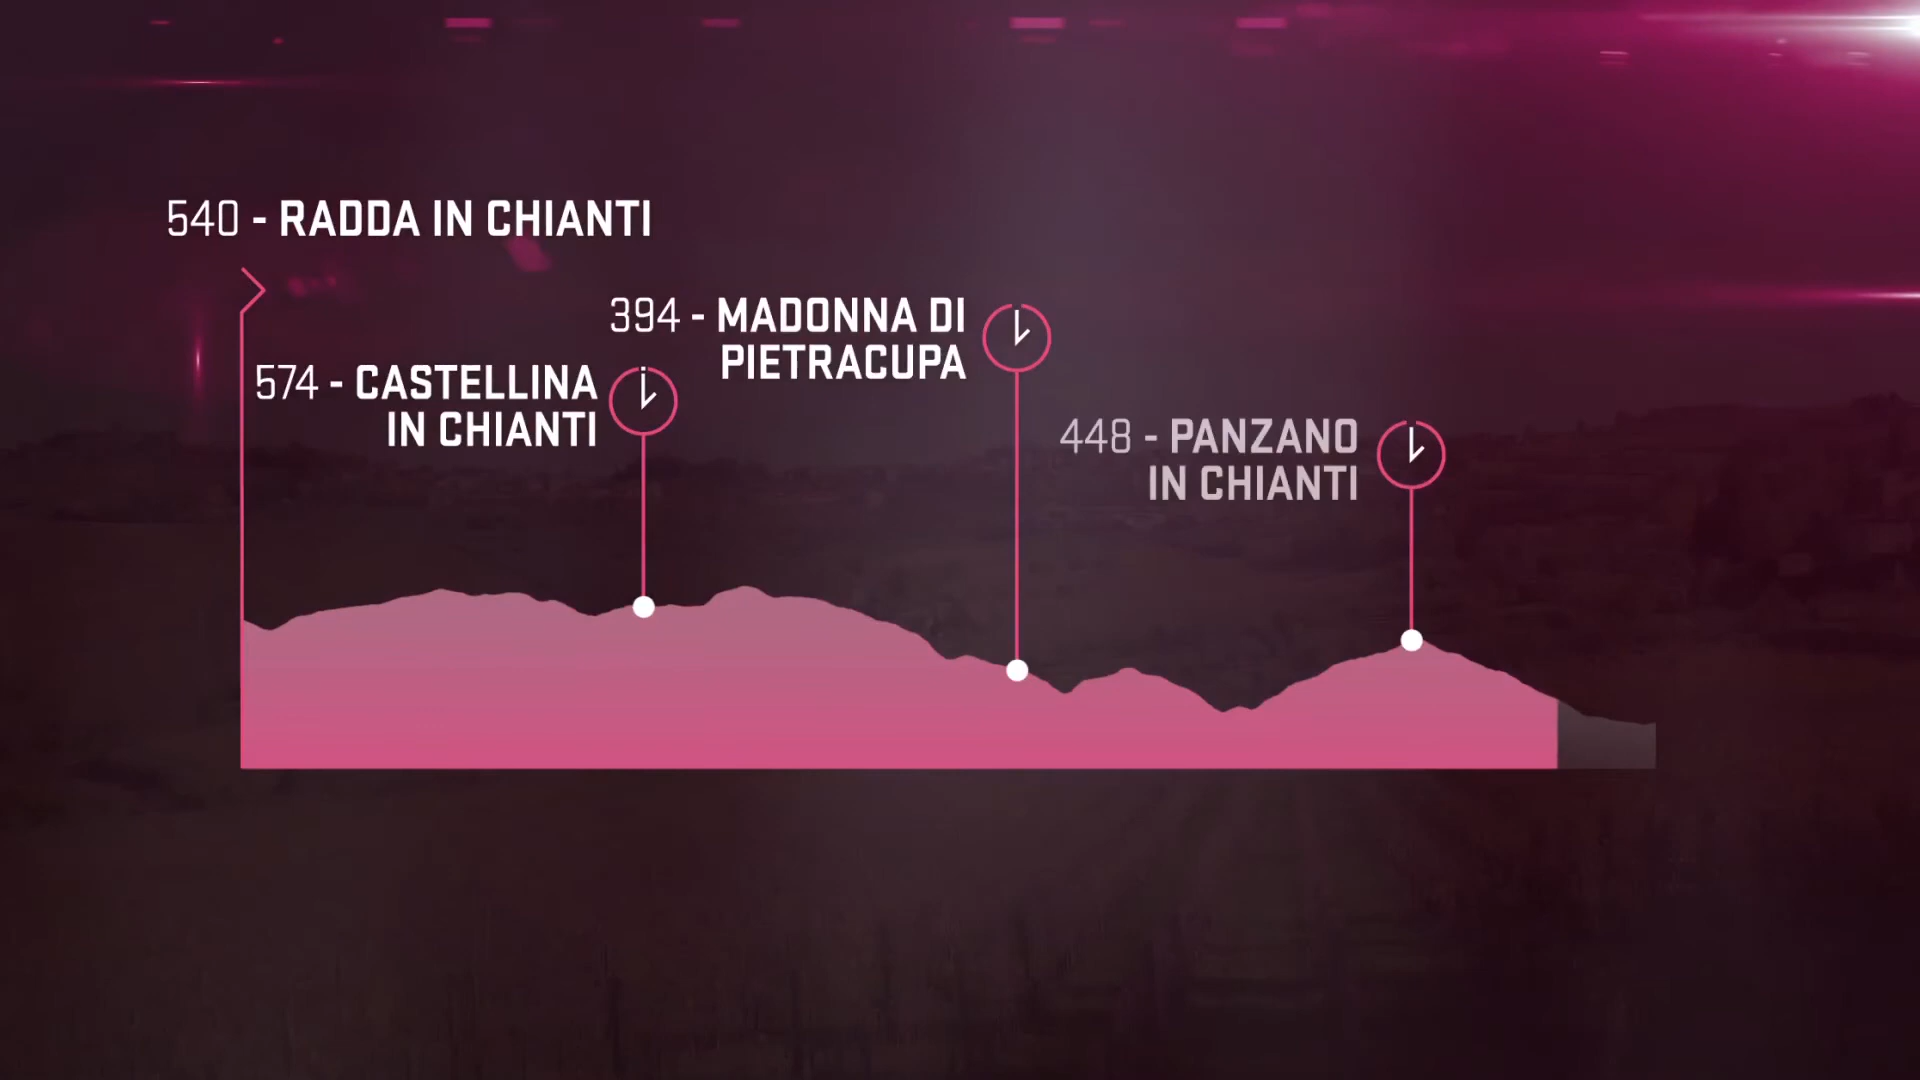 540 - RADDA IN CHIANTI
394 - MADONNA DI
PIETRACUPA
574 - CASTELLINA
IN CHIANTI
448 - PANZANO
IN CHIANTI